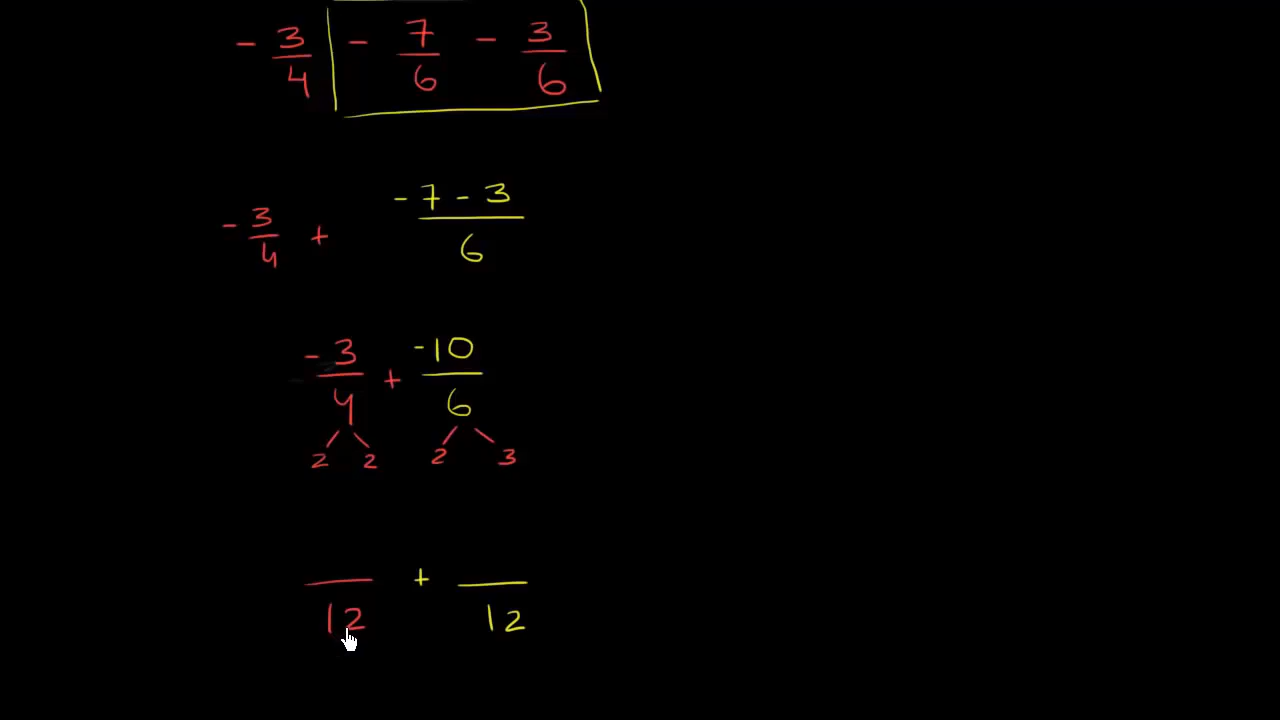 - 3/4 - 7/6 - 3/6
- 3/4 + -7-3/6
-3/4 + -10/6
2 2 2 3
+
12 12